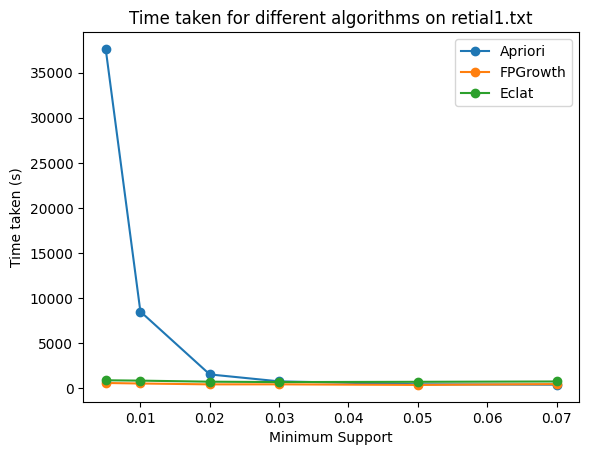 Time taken for different algorithms on retial1.txt
Apriori
FPGrowth
Eclat
35000
30000
25000
20000
15000
10000
5000
0
Time taken (s)
0.01 0.02 0.03 0.04 0.05 0.06 0.07
Minimum Support